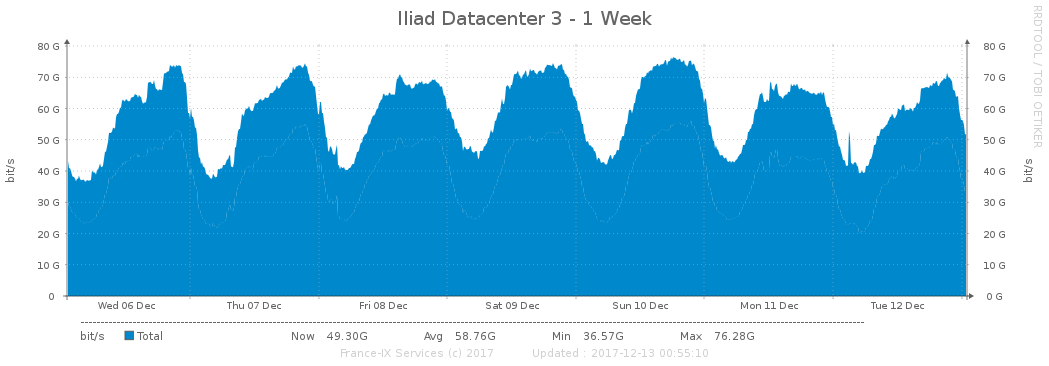 Iliad Datacenter 3 - 1 Week
RRDTOOL / TOBI OETIKER
80 G 80 G
70 G 70 G
60 G 60 G
50 G 50 G
40 G 40 G
30 G 30 G
20 G 20 G
10 G 10 G
0 0 G
bit/s bit/s
Wed 06 Dec Thu 07 Dec Fri 08 Dec Sat 09 Dec Sun 10 Dec Mon 11 Dec Tue 12 Dec
bit/s Total Now 49.30G Avg 58.76G Min 36.57G Max 76.28G
France-IX Services (c) 2017 Updated : 2017-12-13 00:55:10